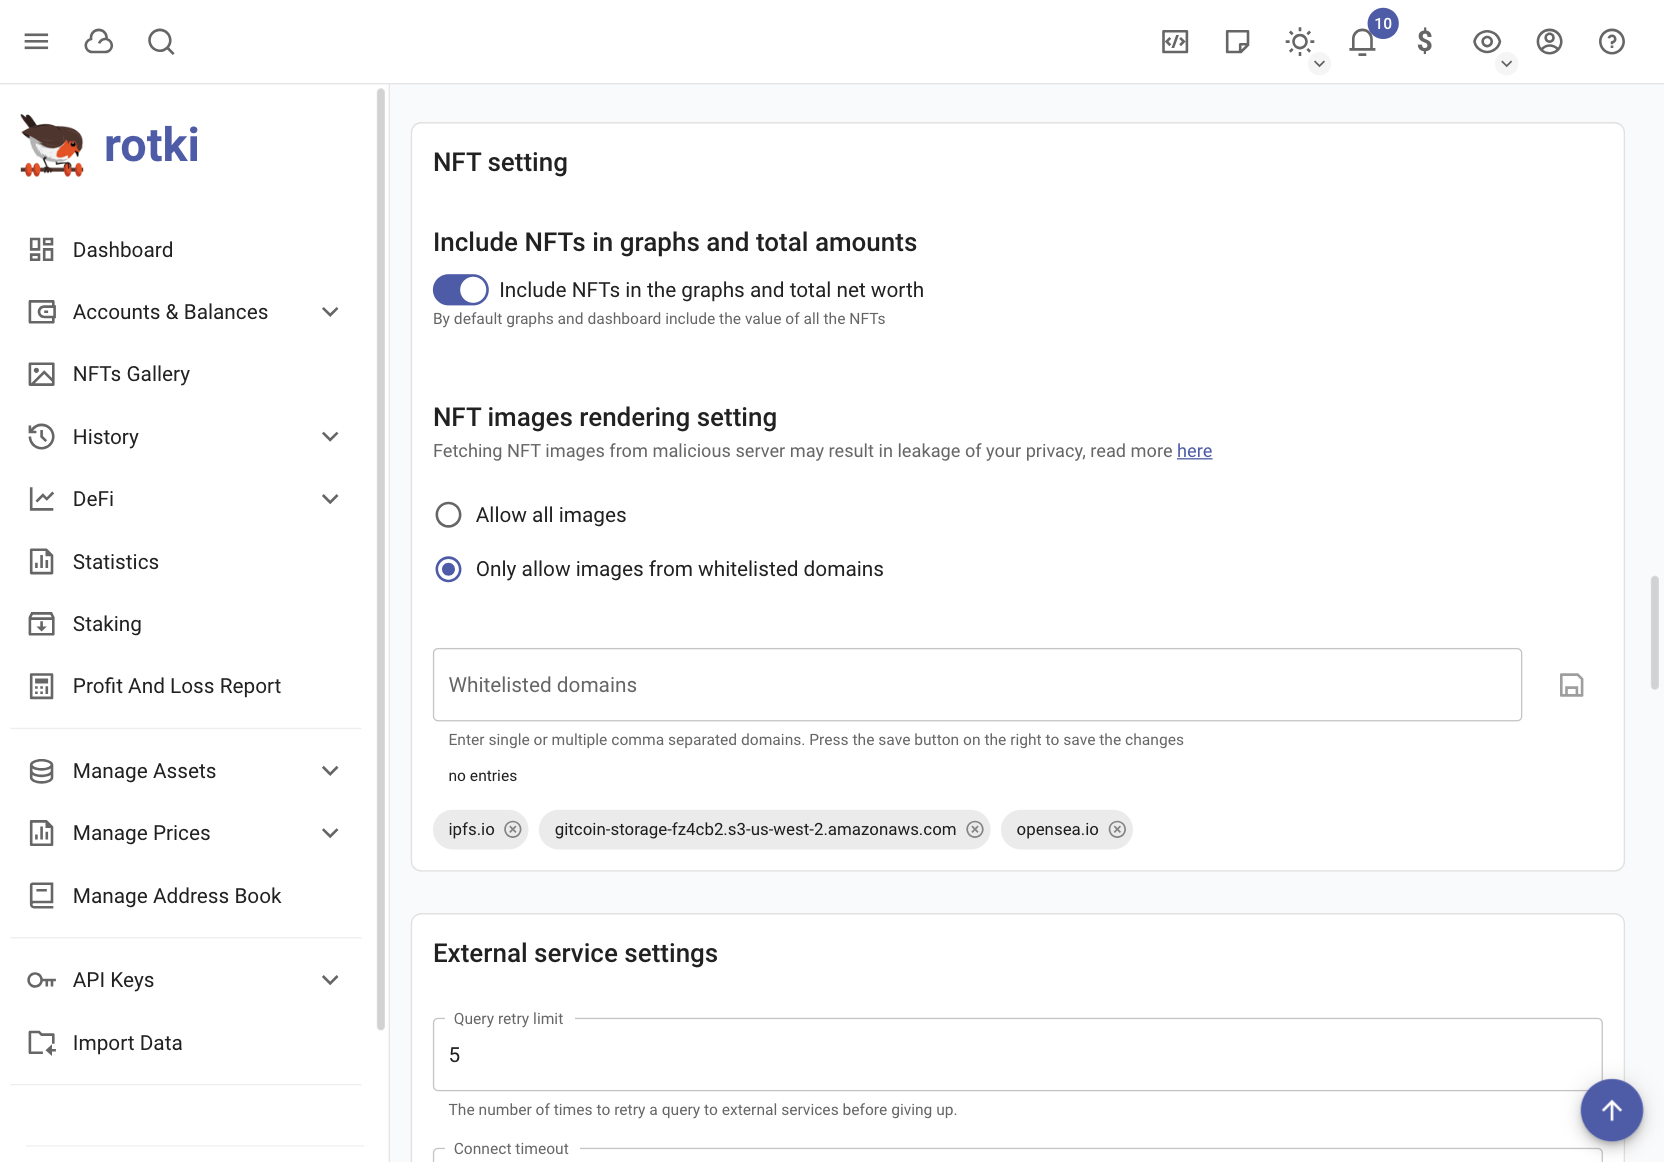 10
rotki
Dashboard
Accounts & Balances
NFTs Gallery
History
DeFi
Statistics
Staking
Profit And Loss Report
Manage Assets
Manage Prices
Manage Address Book
API Keys
Import Data
NFT setting
Include NFTs in graphs and total amounts
Include NFTs in the graphs and total net worth
By default graphs and dashboard include the value of all the NFTs
NFT images rendering setting
Fetching NFT images from malicious server may result in leakage of your privacy, read more here
Allow all images
Only allow images from whitelisted domains
Whitelisted domains
Enter single or multiple comma separated domains. Press the save button on the right to save the changes
no entries
ipfs.io gitcoin-storage-fz4cb2.s3-us-west-2.amazonaws.com opensea.io
External service settings
Query retry limit
5
The number of times to retry a query to external services before giving up.
Connect timeout